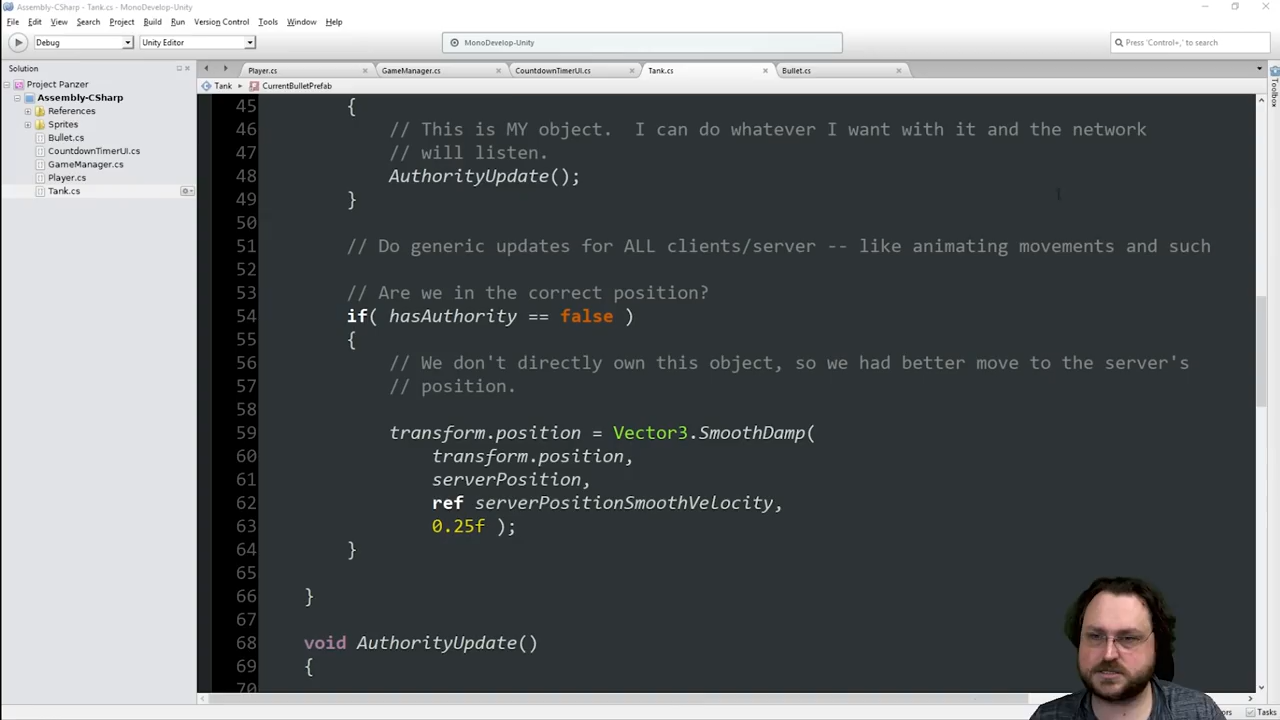 Assembly-CSharp - Tank.cs - MonoDevelop-Unity
File Edit View Search Project Build Run Version Control Tools Window Help
Debug Unity Editor MonoDevelop-Unity Press 'Control+,' to search
Solution Player.cs GameManager.cs CountdownTimerUI.cs Tank.cs Bullet.cs
Project Panzer
Assembly-CSharp
References
Sprites
Bullet.cs
CountdownTimerUI.cs
GameManager.cs
Player.cs
Tank.cs
Tank CurrentBulletPrefab
45 {
46 // This is MY object.  I can do whatever I want with it and the network
47 // will listen.
48 AuthorityUpdate();
49 }
50
51 // Do generic updates for ALL clients/server -- like animating movements and such
52
53 // Are we in the correct position?
54 if( hasAuthority == false )
55 {
56 // We don't directly own this object, so we had better move to the server's
57 // position.
58
59 transform.position = Vector3.SmoothDamp(
60 transform.position,
61 serverPosition,
62 ref serverPositionSmoothVelocity,
63 0.25f );
64 }
65
66 }
67
68 void AuthorityUpdate()
69 {
70
Toolbox
Tasks